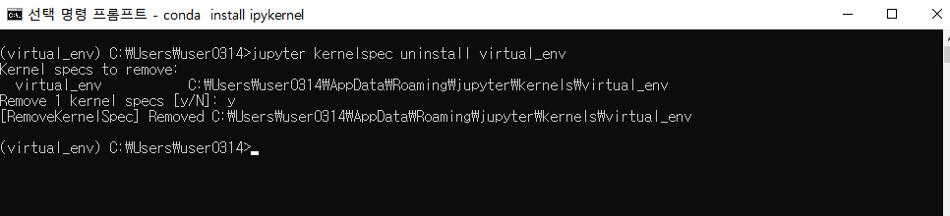 선택 명령 프롬프트 - conda  install ipykernel
(virtual_env) C:₩Users₩user0314>jupyter kernelspec uninstall virtual_env
Kernel specs to remove:
  virtual_env           C:₩Users₩user0314₩AppData₩Roaming₩jupyter₩kernels₩virtual_env
Remove 1 kernel specs [y/N]: y
[RemoveKernelSpec] Removed C:₩Users₩user0314₩AppData₩Roaming₩jupyter₩kernels₩virtual_env
(virtual_env) C:₩Users₩user0314>